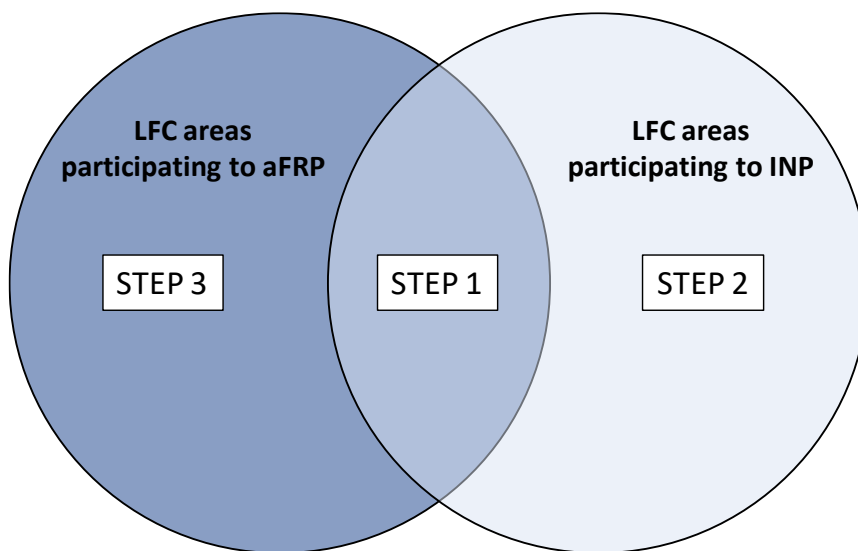 LFC areas
participating to aFRP
LFC areas
participating to INP
STEP 3
STEP 1
STEP 2